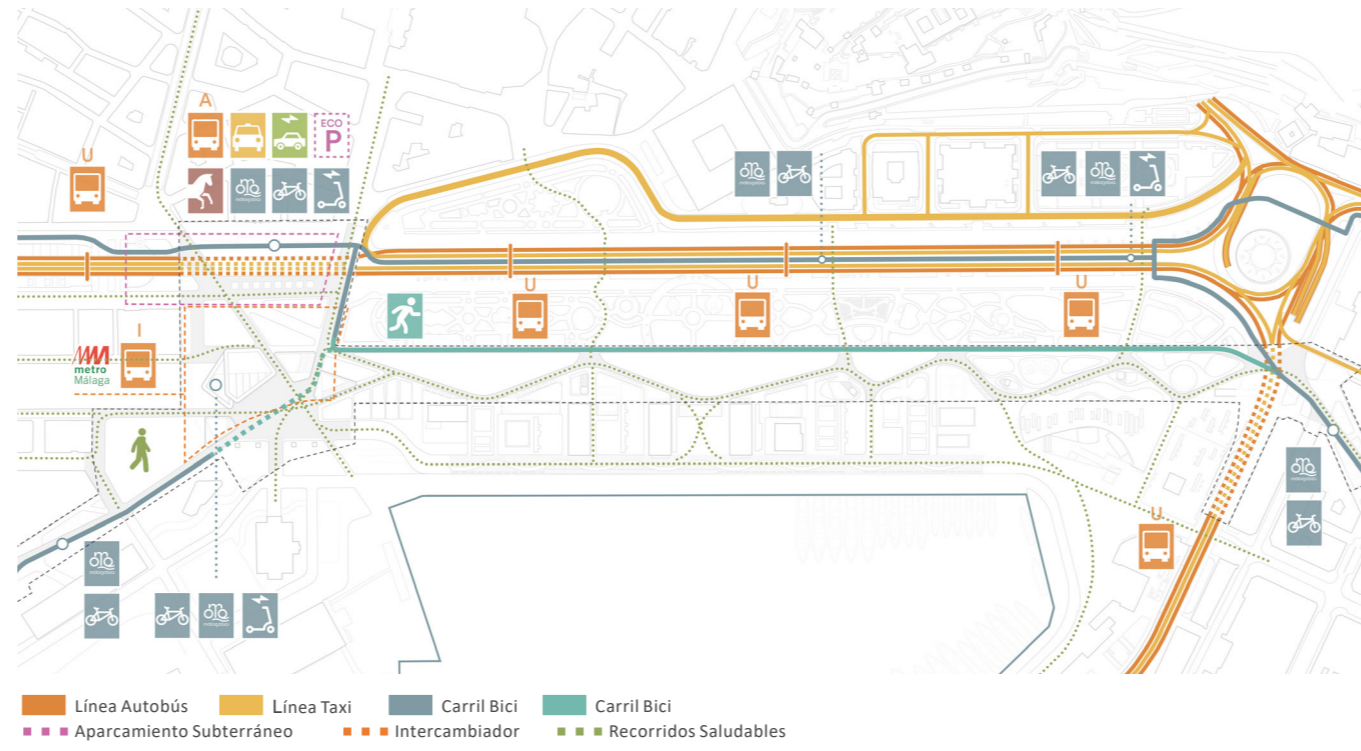 A
ECO
P
U
U
U
U
I
metro
Málaga
U
Línea Autobús
Línea Taxi
Carril Bici
Carril Bici
Aparcamiento Subterráneo
Intercambiador
Recorridos Saludables